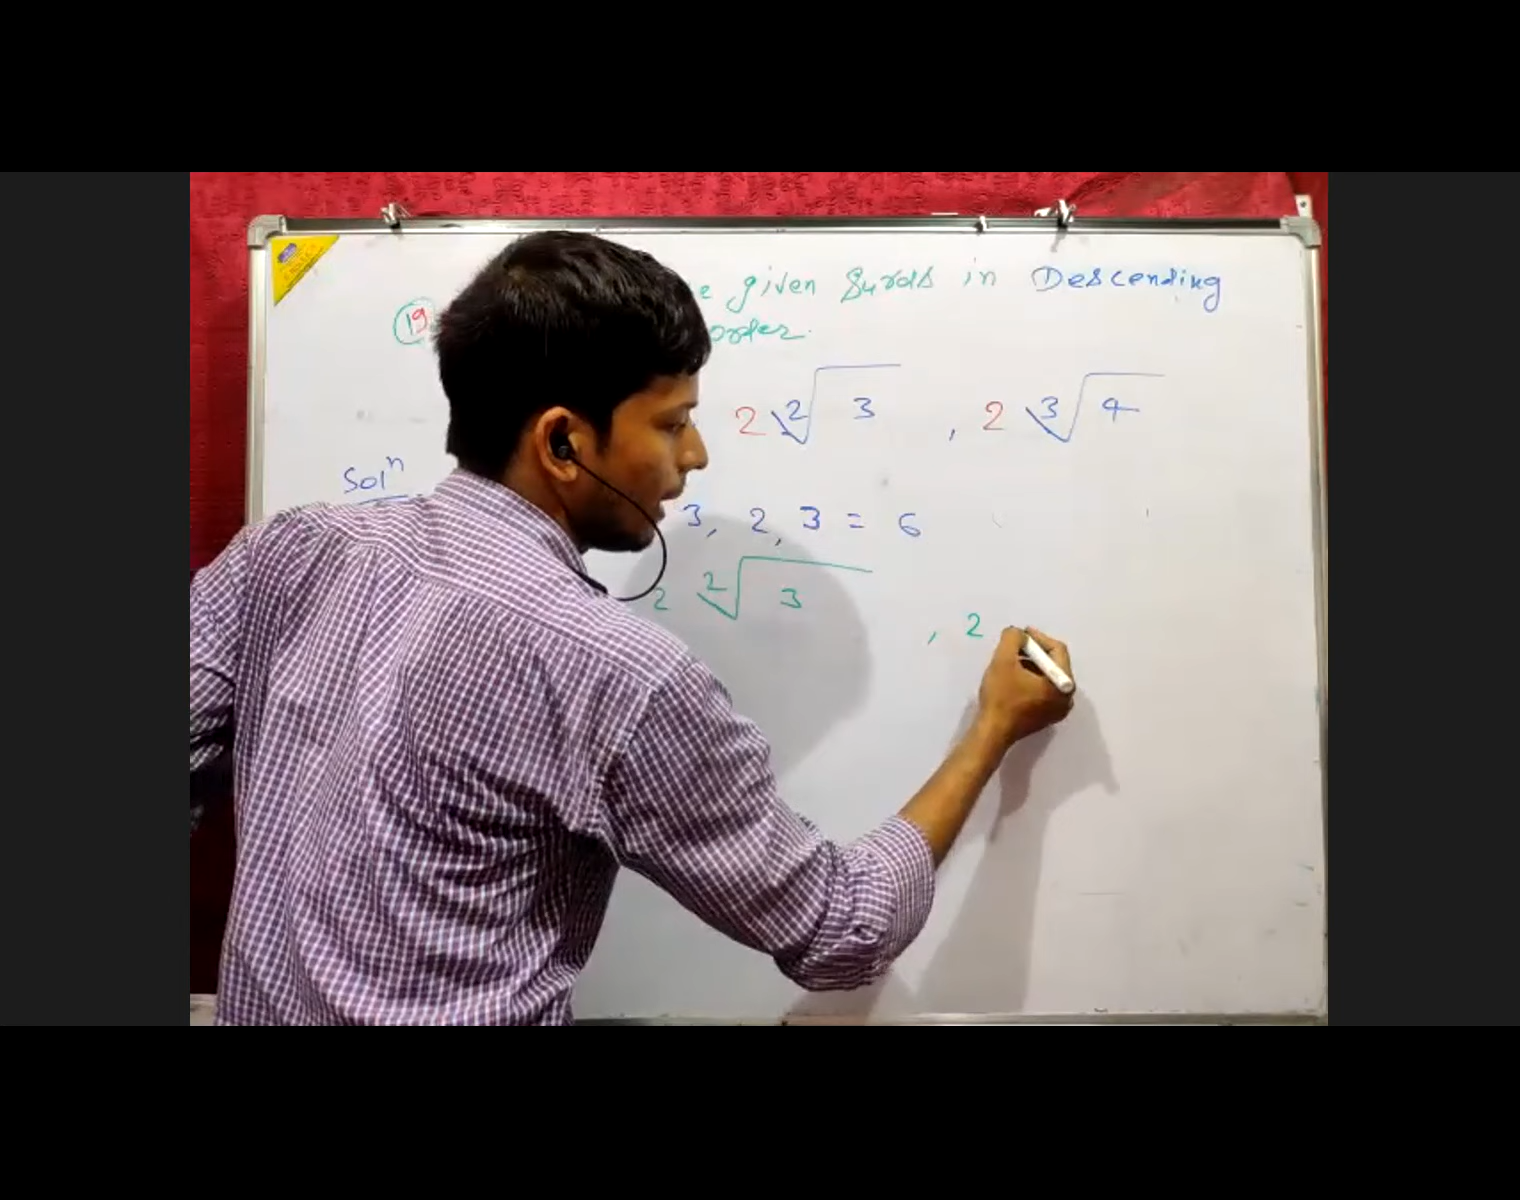 19 given Surds in Descending
order.
2 ²√3 , 2 ³√4
Solⁿ
3, 2, 3 = 6
2 ²√3 , 2